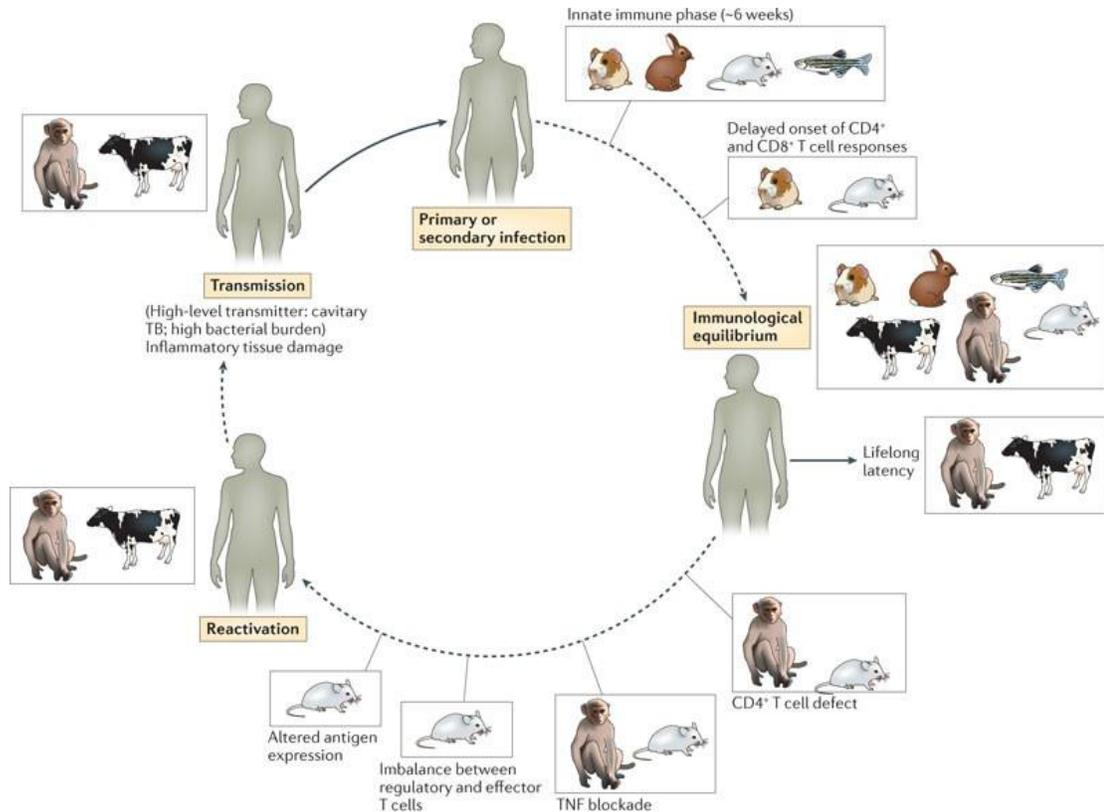 Innate immune phase (~6 weeks)
Delayed onset of CD4⁺
and CD8⁺ T cell responses
Primary or
secondary infection
Transmission
(High-level transmitter: cavitary
TB; high bacterial burden)
Inflammatory tissue damage
Immunological
equilibrium
Lifelong
latency
Reactivation
CD4⁺ T cell defect
Altered antigen
expression
Imbalance between
regulatory and effector
T cells
TNF blockade